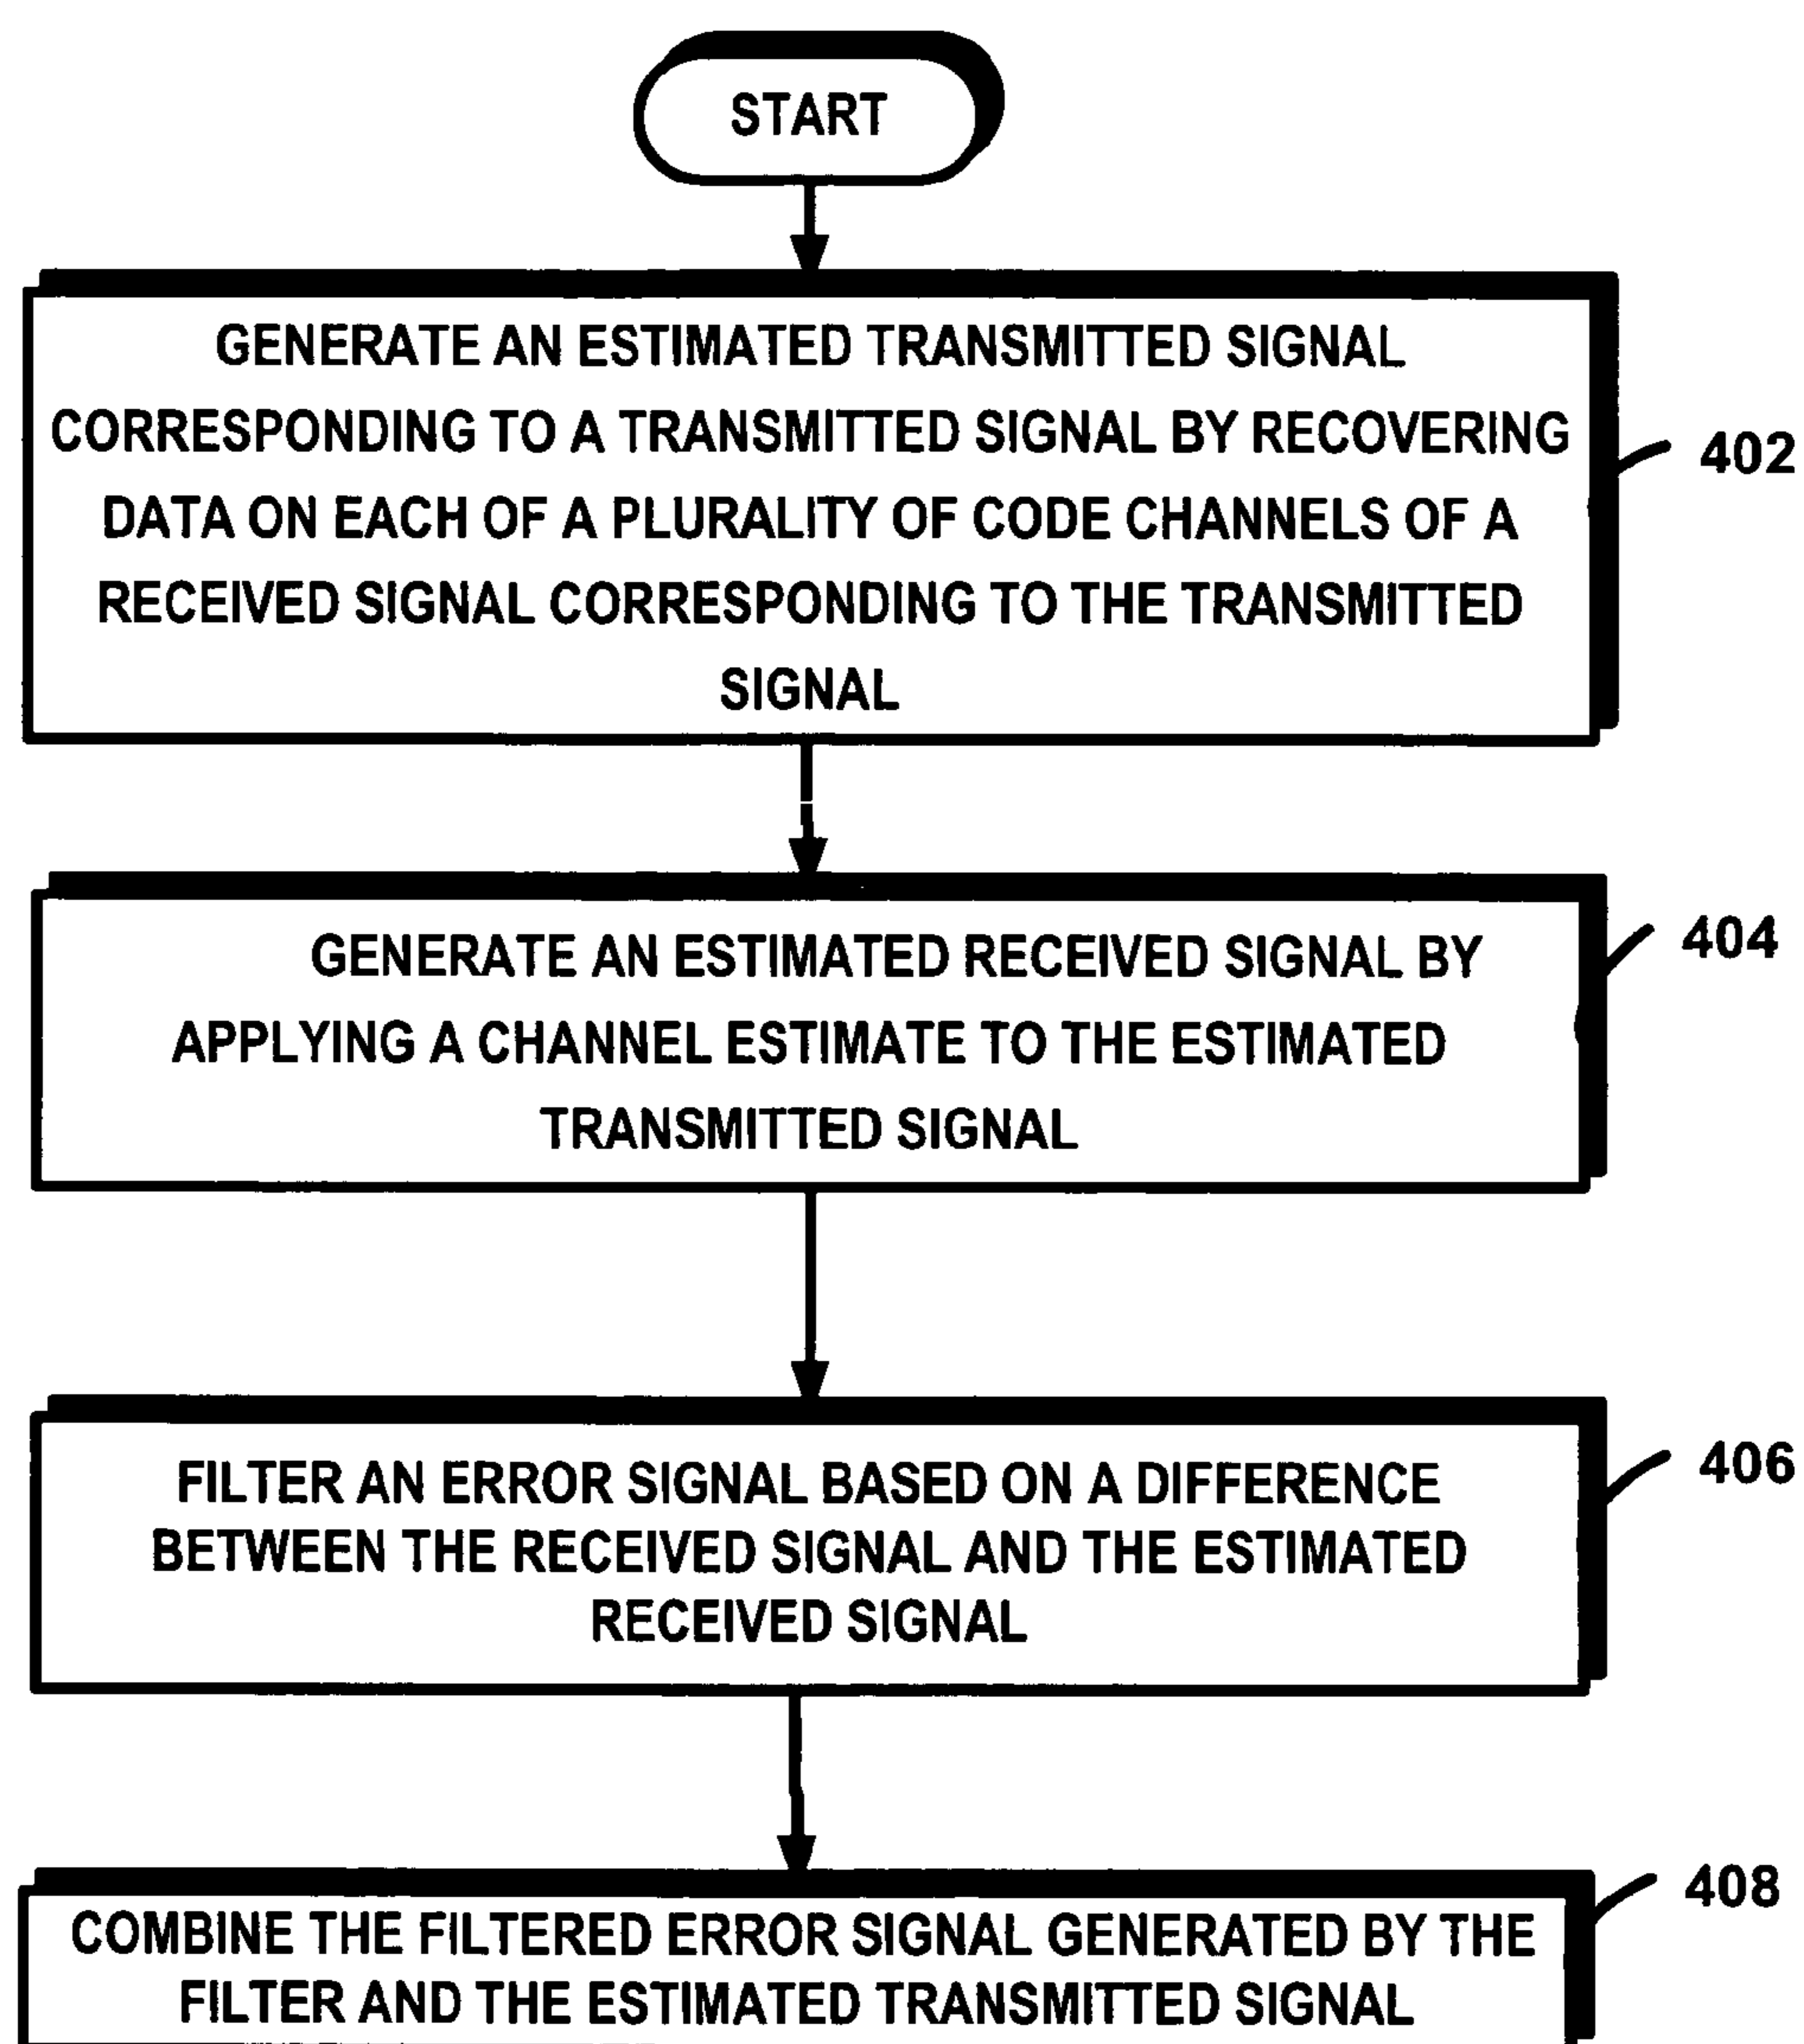 START
GENERATE AN ESTIMATED TRANSMITTED SIGNAL
CORRESPONDING TO A TRANSMITTED SIGNAL BY RECOVERING
DATA ON EACH OF A PLURALITY OF CODE CHANNELS OF A
RECEIVED SIGNAL CORRESPONDING TO THE TRANSMITTED
SIGNAL
402
GENERATE AN ESTIMATED RECEIVED SIGNAL BY
APPLYING A CHANNEL ESTIMATE TO THE ESTIMATED
TRANSMITTED SIGNAL
404
FILTER AN ERROR SIGNAL BASED ON A DIFFERENCE
BETWEEN THE RECEIVED SIGNAL AND THE ESTIMATED
RECEIVED SIGNAL
406
COMBINE THE FILTERED ERROR SIGNAL GENERATED BY THE
FILTER AND THE ESTIMATED TRANSMITTED SIGNAL
408